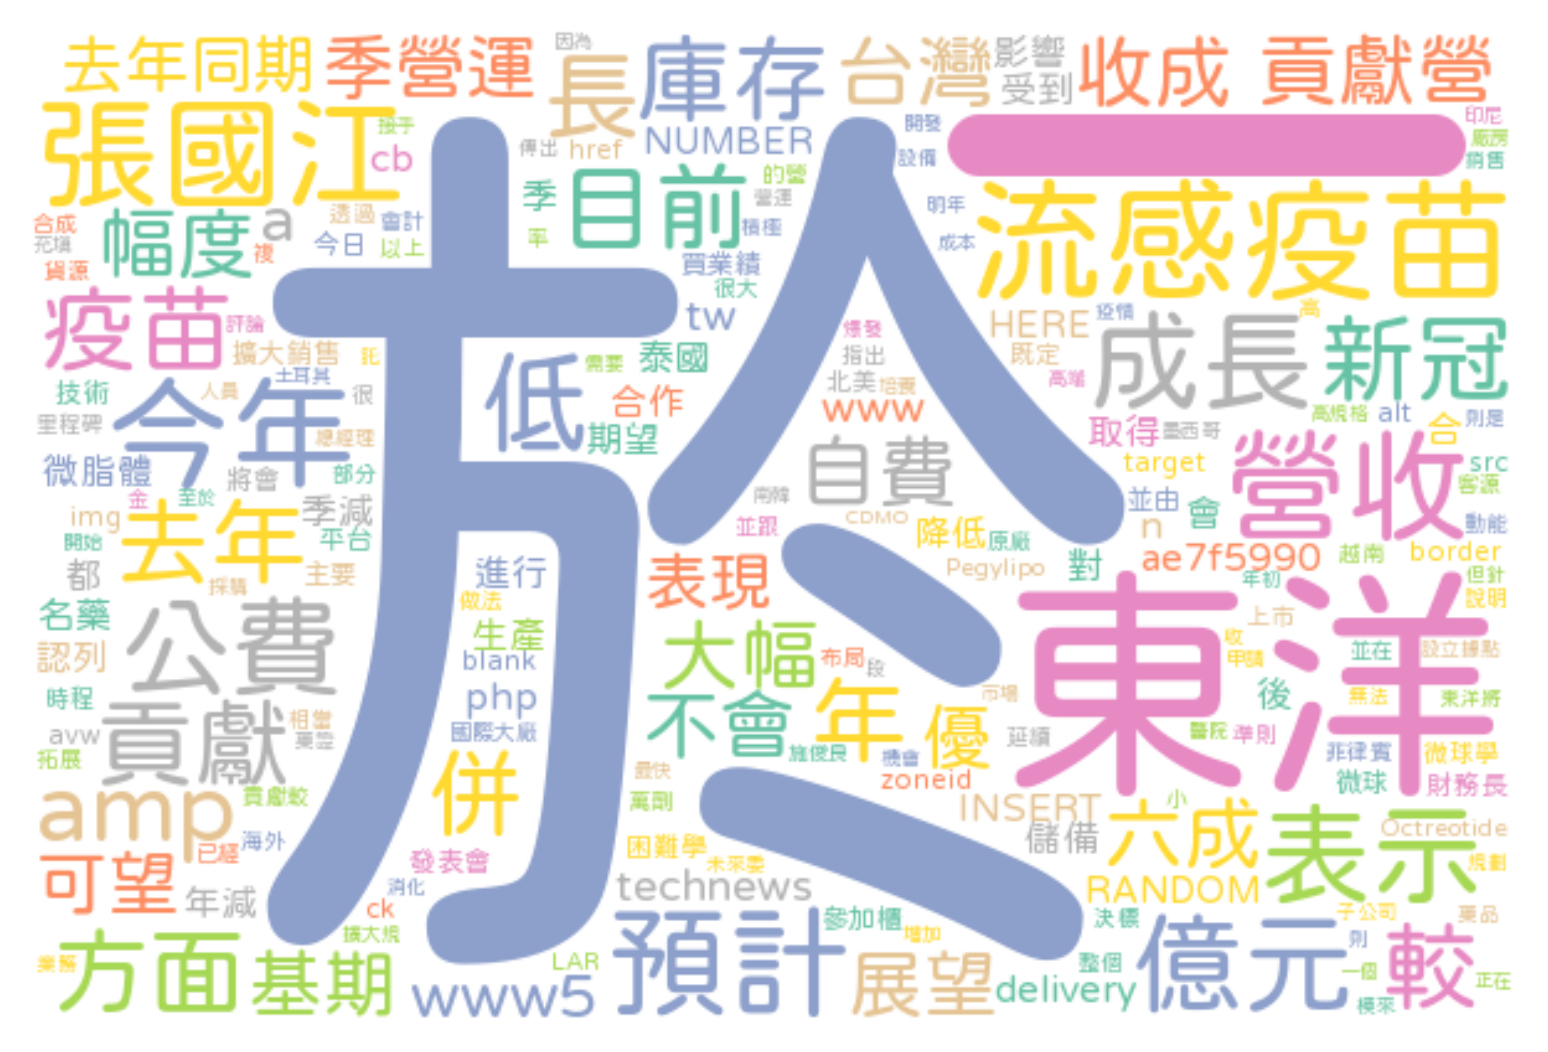 去年同期
季營運
因為
長
庫存
台灣
影響
受到
收成
貢獻營
張國江
授于
cb
傳出
href
NUMBER
開發
設備
一
印尼
廠房
銷售
合成
充填
貨源
幅度
a
複
透過
會計
今日
以上
季
率
目前
的營
營運
積極
明年
成本
流感疫苗
買業績
很大
於
疫苗
評論
擴大銷售
託
tw
HERE
疫情
高
既定
高端
成長
新冠
技術
里程碑
今年
人員
土耳其
很
總經理
低
需要
泰國
合作
期望
爆發
指出
北美
培養
www
自費
取得
墨西哥
高規格
alt
合
則是
target
營收
src
客源
動能
微脂體
金
至於
將會
部分
img
開始
都
去年
季減
平台
採購
主要
南韓
並跟
CDMO
降低
原廠
Pegylipo
並由
n
會
對
ae7f5990
越南
border
年初
但針
說明
名藥
認列
公費
進行
做法
生產
blank
php
國際大廠
表現
大幅
布局
段
不會
年
優
施俊良
機會
zoneid
市場
延續
東洋
上市
收
申請
後
醫院
準則
並在
設立據點
無法
東洋將
非律賓
微球學
微球
財務長
時程
avw
拓展
貢獻
相當
藥證
貢獻較
amp
已經
海外
可望
年減
併
發表會
消化
ck
擴大規
最快
萬劑
困難學
未來委
technews
INSERT
儲備
小
六成
表示
Octreotide
規劃
RANDOM
業務
方面
基期
www5
LAR
預計
參加櫃
增加
展望
delivery
決標
整個
億元
子公司
則
一個
模來
較
藥品
正在